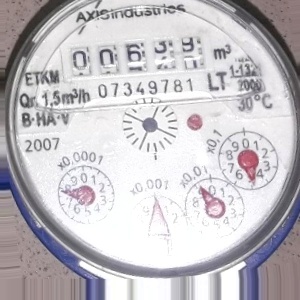 AXISindustries
00639 m³
ETKM
Qn 1,5m³/h 07349781 LT
2000
B-HA·V
30°C
2007
x0,0001
x0,001
x0,01
x0,1